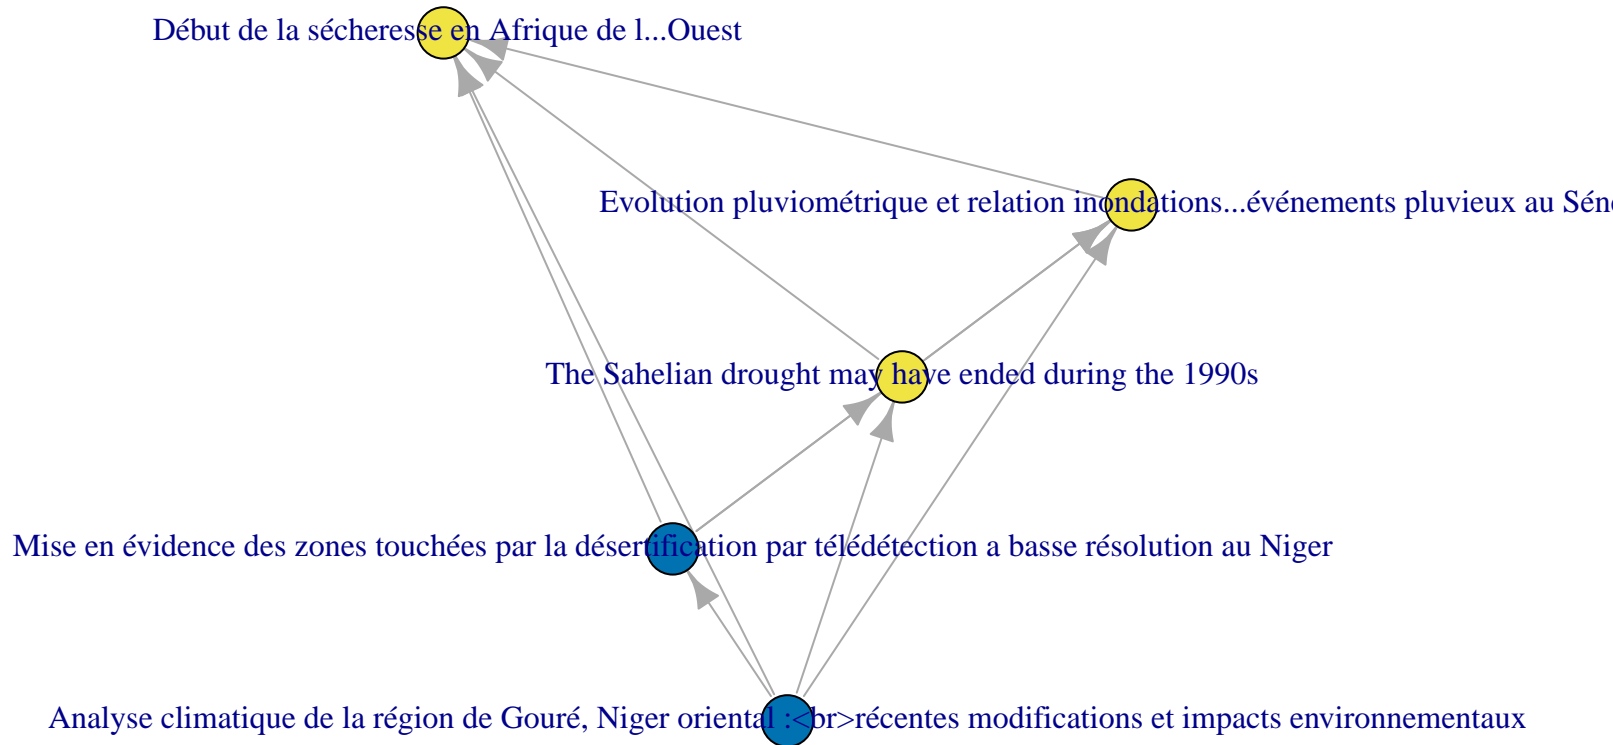 Début de la sécheresse en Afrique de l...Ouest
Evolution pluviométrique et relation inondations...événements pluvieux au Séné
The Sahelian drought may have ended during the 1990s
Mise en évidence des zones touchées par la désertification par télédétection a basse résolution au Niger
Analyse climatique de la région de Gouré, Niger oriental :<br>récentes modifications et impacts environnementaux